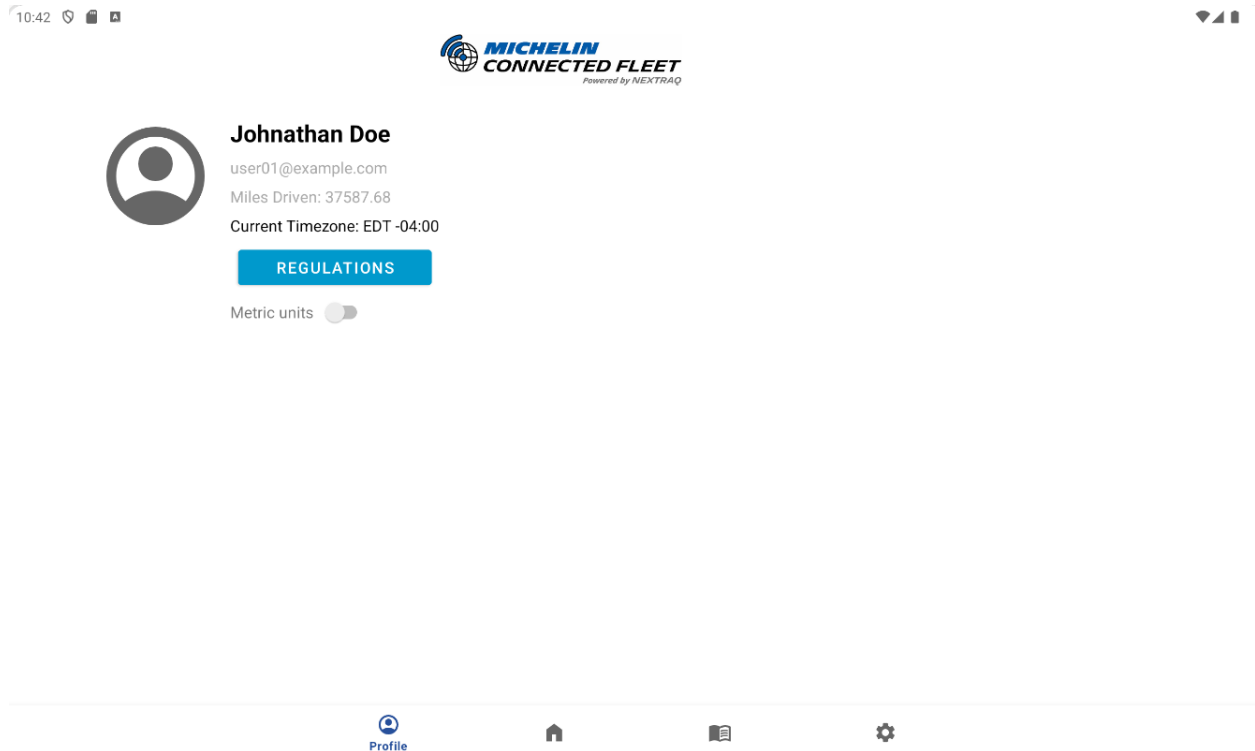 10:42
MICHELIN
CONNECTED FLEET
Powered by NEXTRAQ
Johnathan Doe
user01@example.com
Miles Driven: 37587.68
Current Timezone: EDT -04:00
REGULATIONS
Metric units
Profile